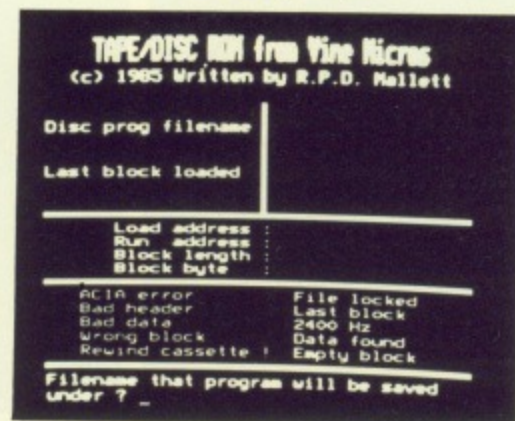 TAPE/DISC ROM from Vine Micros
(c) 1985 Written by R.P.D. Mallett
Disc prog filename
Last block loaded
Load address :
Run address :
Block length :
Block byte :
ACIA error File locked
Bad header Last block
Bad data 2400 Hz
Wrong block Data found
Rewind cassette ! Empty block
Filename that program will be saved
under ? _